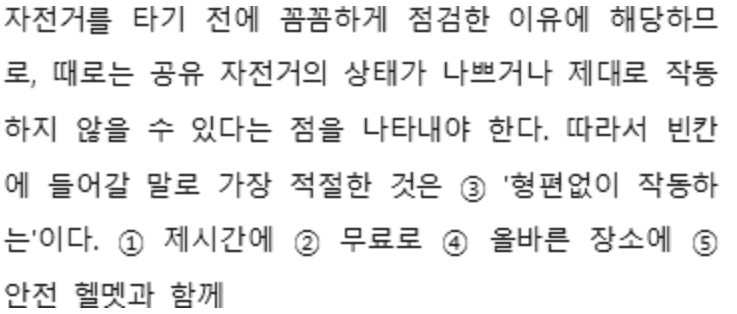 자전거를 타기 전에 꼼꼼하게 점검한 이유에 해당하므
로, 때로는 공유 자전거의 상태가 나쁘거나 제대로 작동
하지 않을 수 있다는 점을 나타내야 한다. 따라서 빈칸
에 들어갈 말로 가장 적절한 것은 ③ '형편없이 작동하
는'이다. ① 제시간에 ② 무료로 ④ 올바른 장소에 ⑤
안전 헬멧과 함께